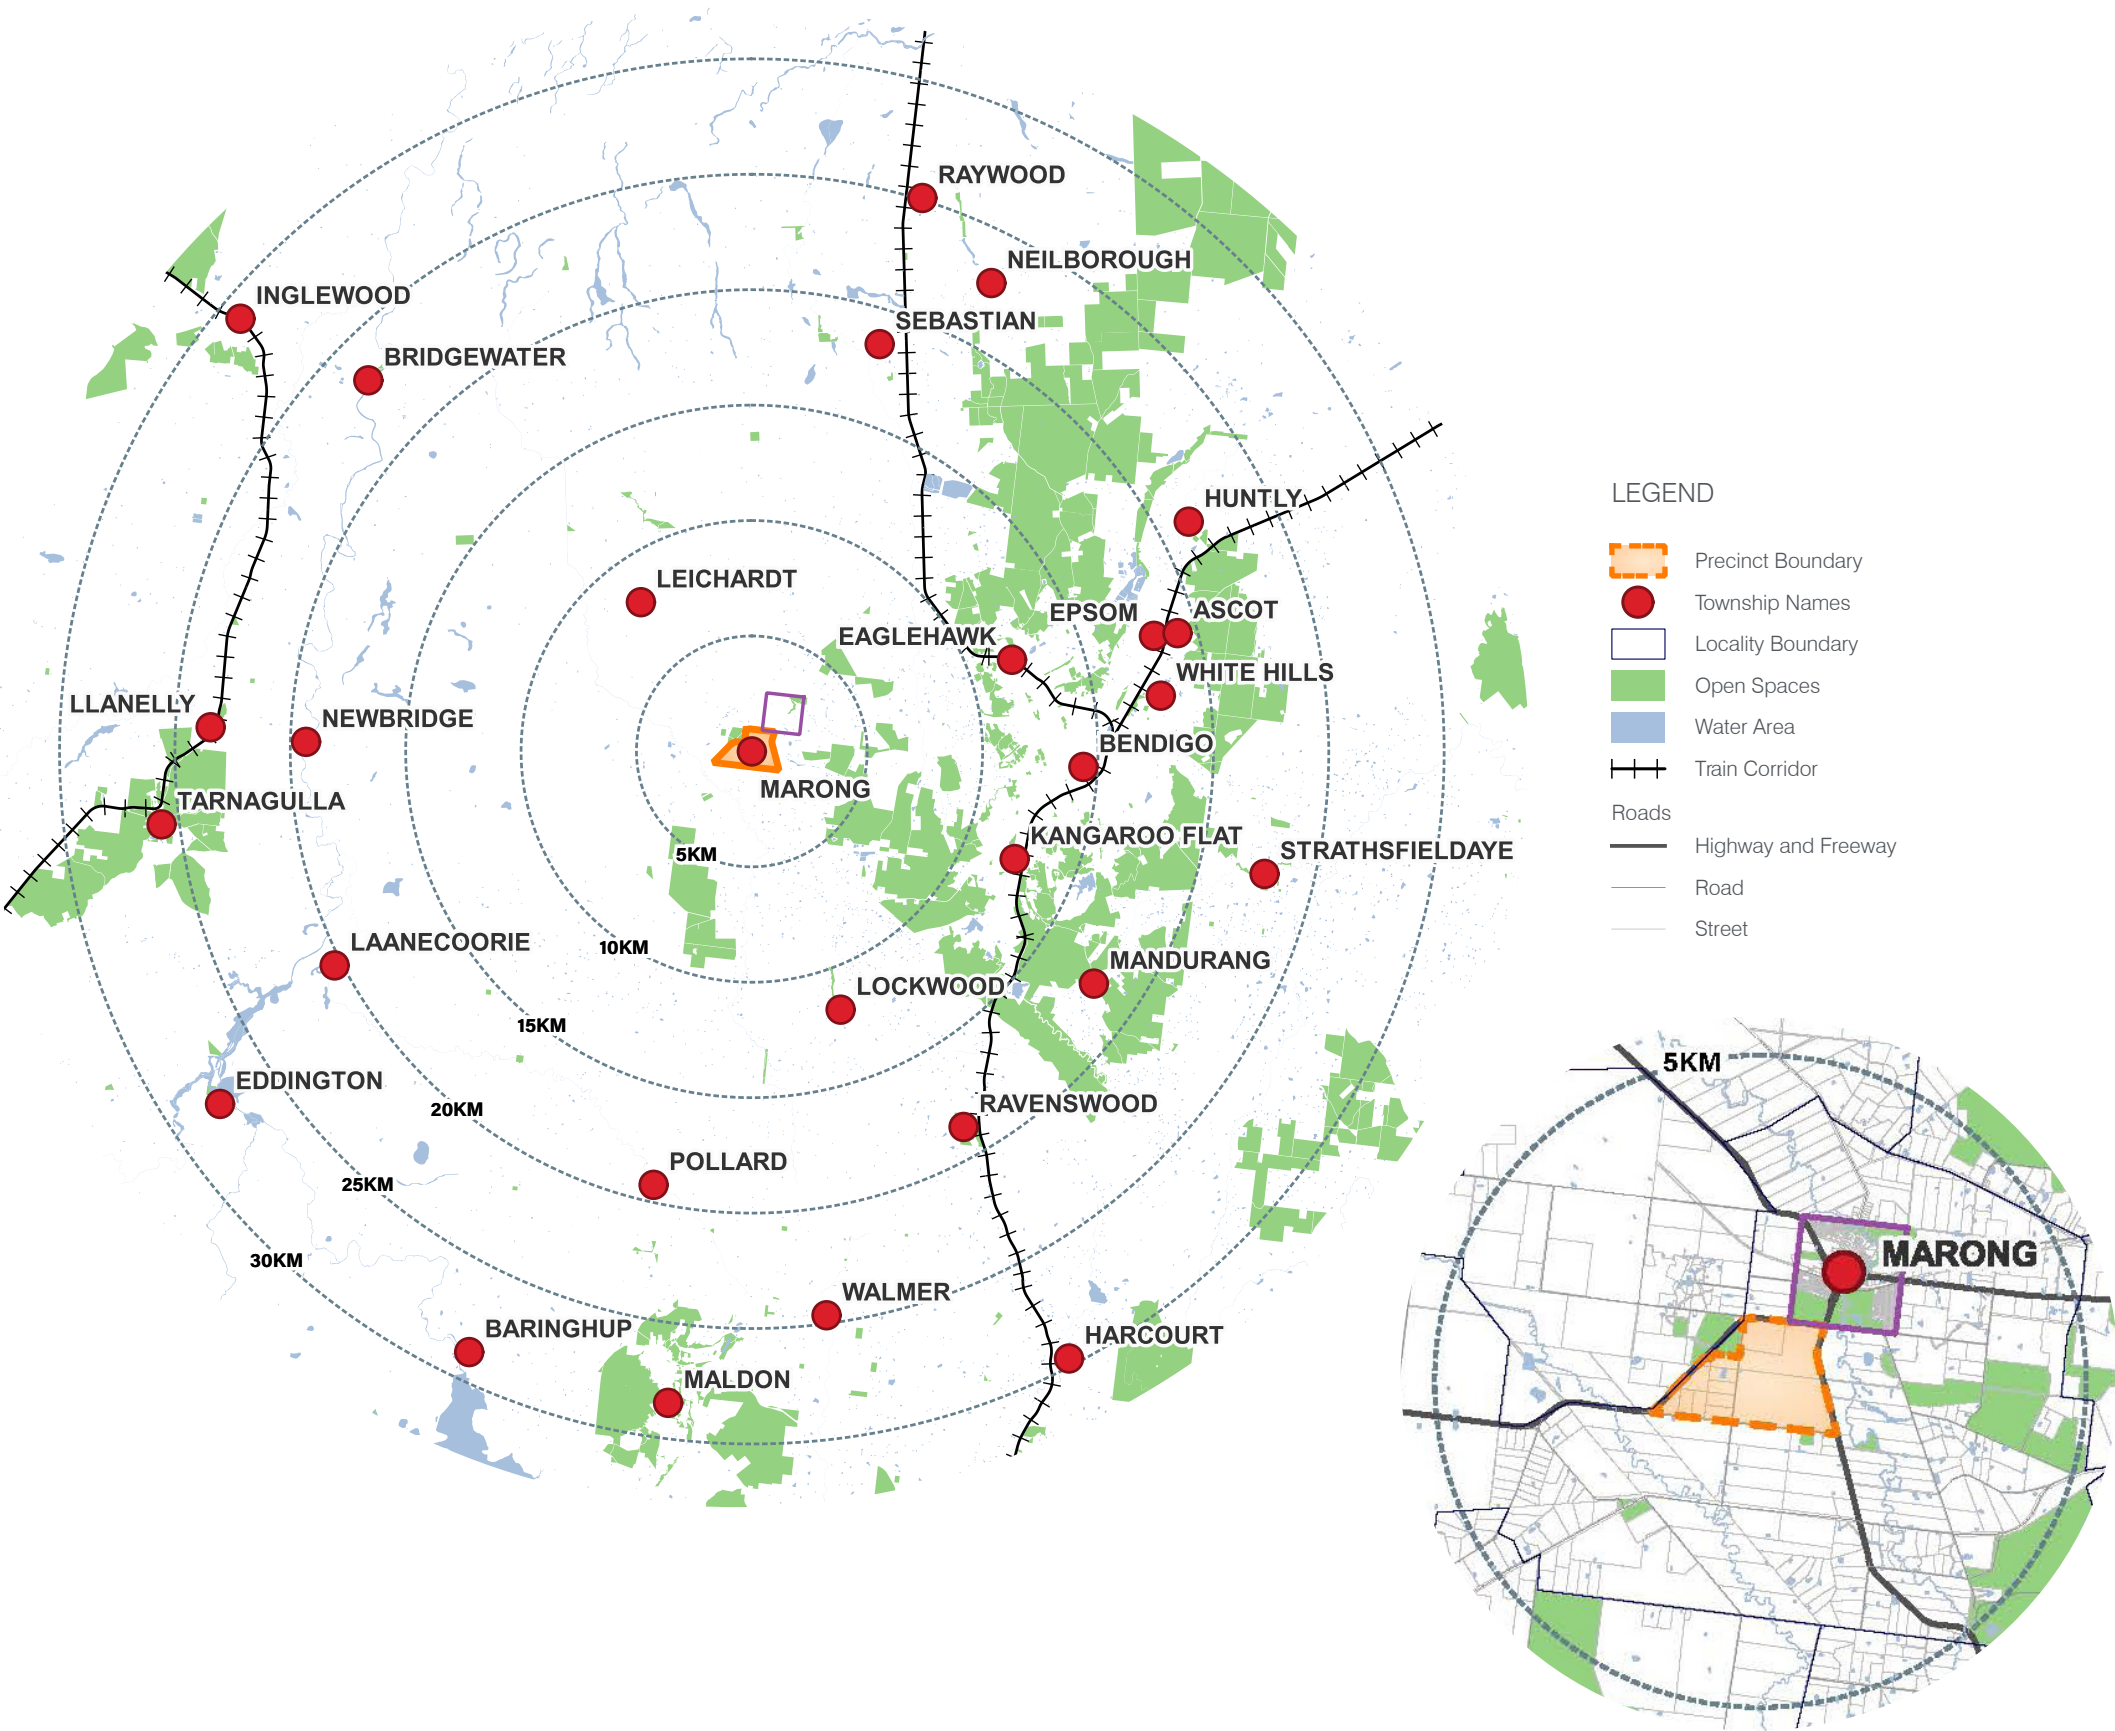 RAYWOOD
NEILBOROUGH
INGLEWOOD
SEBASTIAN
BRIDGEWATER
HUNTLY
LEICHARDT
EPSOM
ASCOT
EAGLEHAWK
WHITE HILLS
LLANELLY
NEWBRIDGE
BENDIGO
MARONG
TARNAGULLA
KANGAROO FLAT
STRATHSFIELDAYE
5KM
LAANECOORIE
10KM
MANDURANG
LOCKWOOD
15KM
EDDINGTON
20KM
RAVENSWOOD
POLLARD
25KM
30KM
WALMER
BARINGHUP
HARCOURT
MALDON
LEGEND
Precinct Boundary
Township Names
Locality Boundary
Open Spaces
Water Area
Train Corridor
Roads
Highway and Freeway
Road
Street
5KM
MARONG